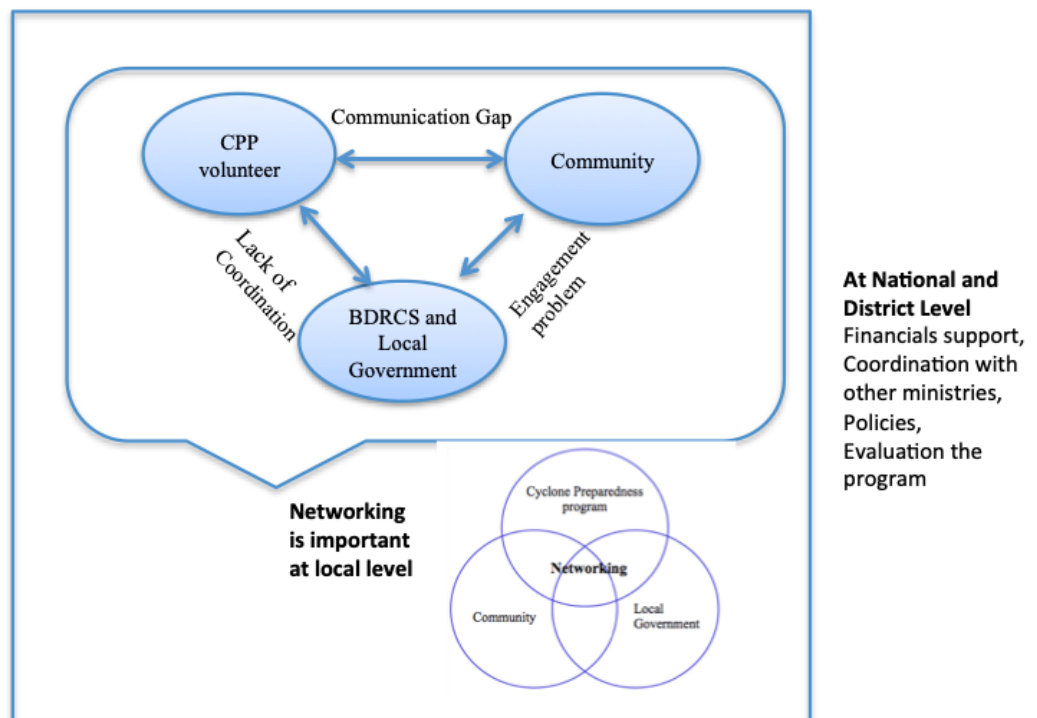 Communication Gap
CPP
volunteer
Community
Lack of
Coordination
Engagement
problem
BDRCS and
Local
Government
At National and
District Level
Financials support,
Coordination with
other ministries,
Policies,
Evaluation the
program
Networking
is important
at local level
Cyclone Preparedness
program
Networking
Community
Local
Government